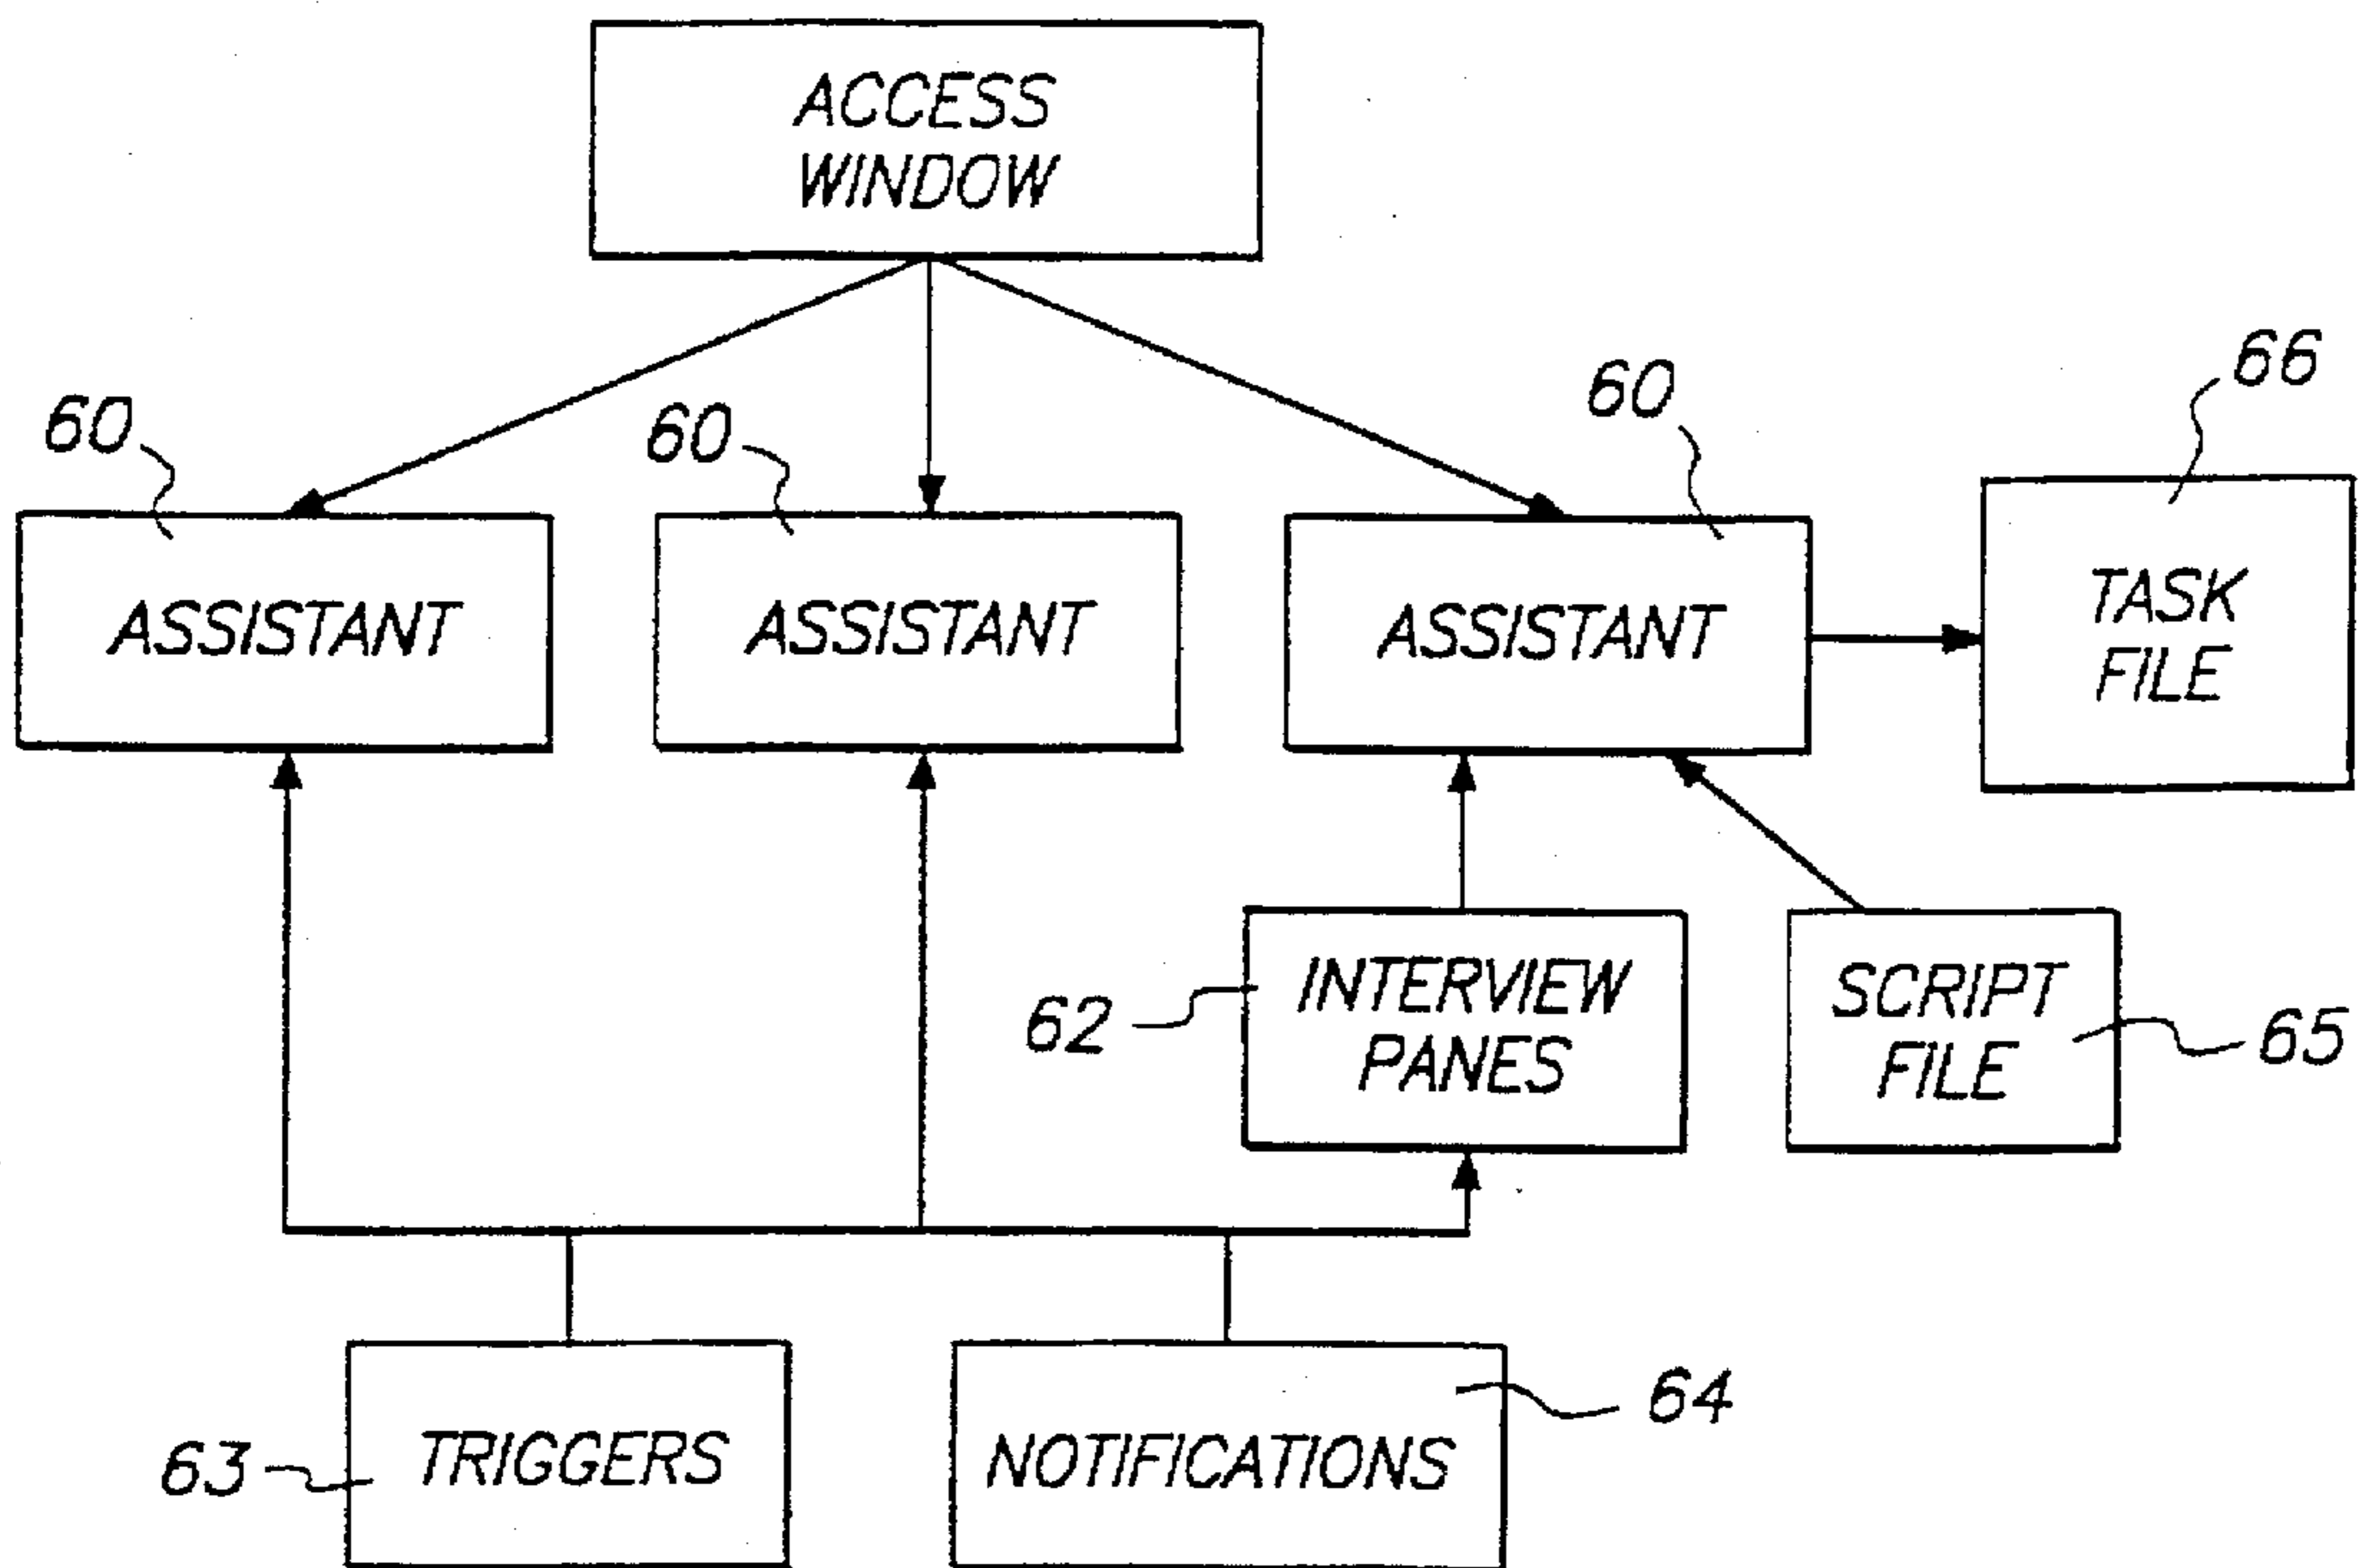 ACCESS
WINDOW
60
60
60
66
ASSISTANT
ASSISTANT
ASSISTANT
TASK
FILE
62
INTERVIEW
PANES
SCRIPT
FILE
65
63
TRIGGERS
NOTIFICATIONS
64